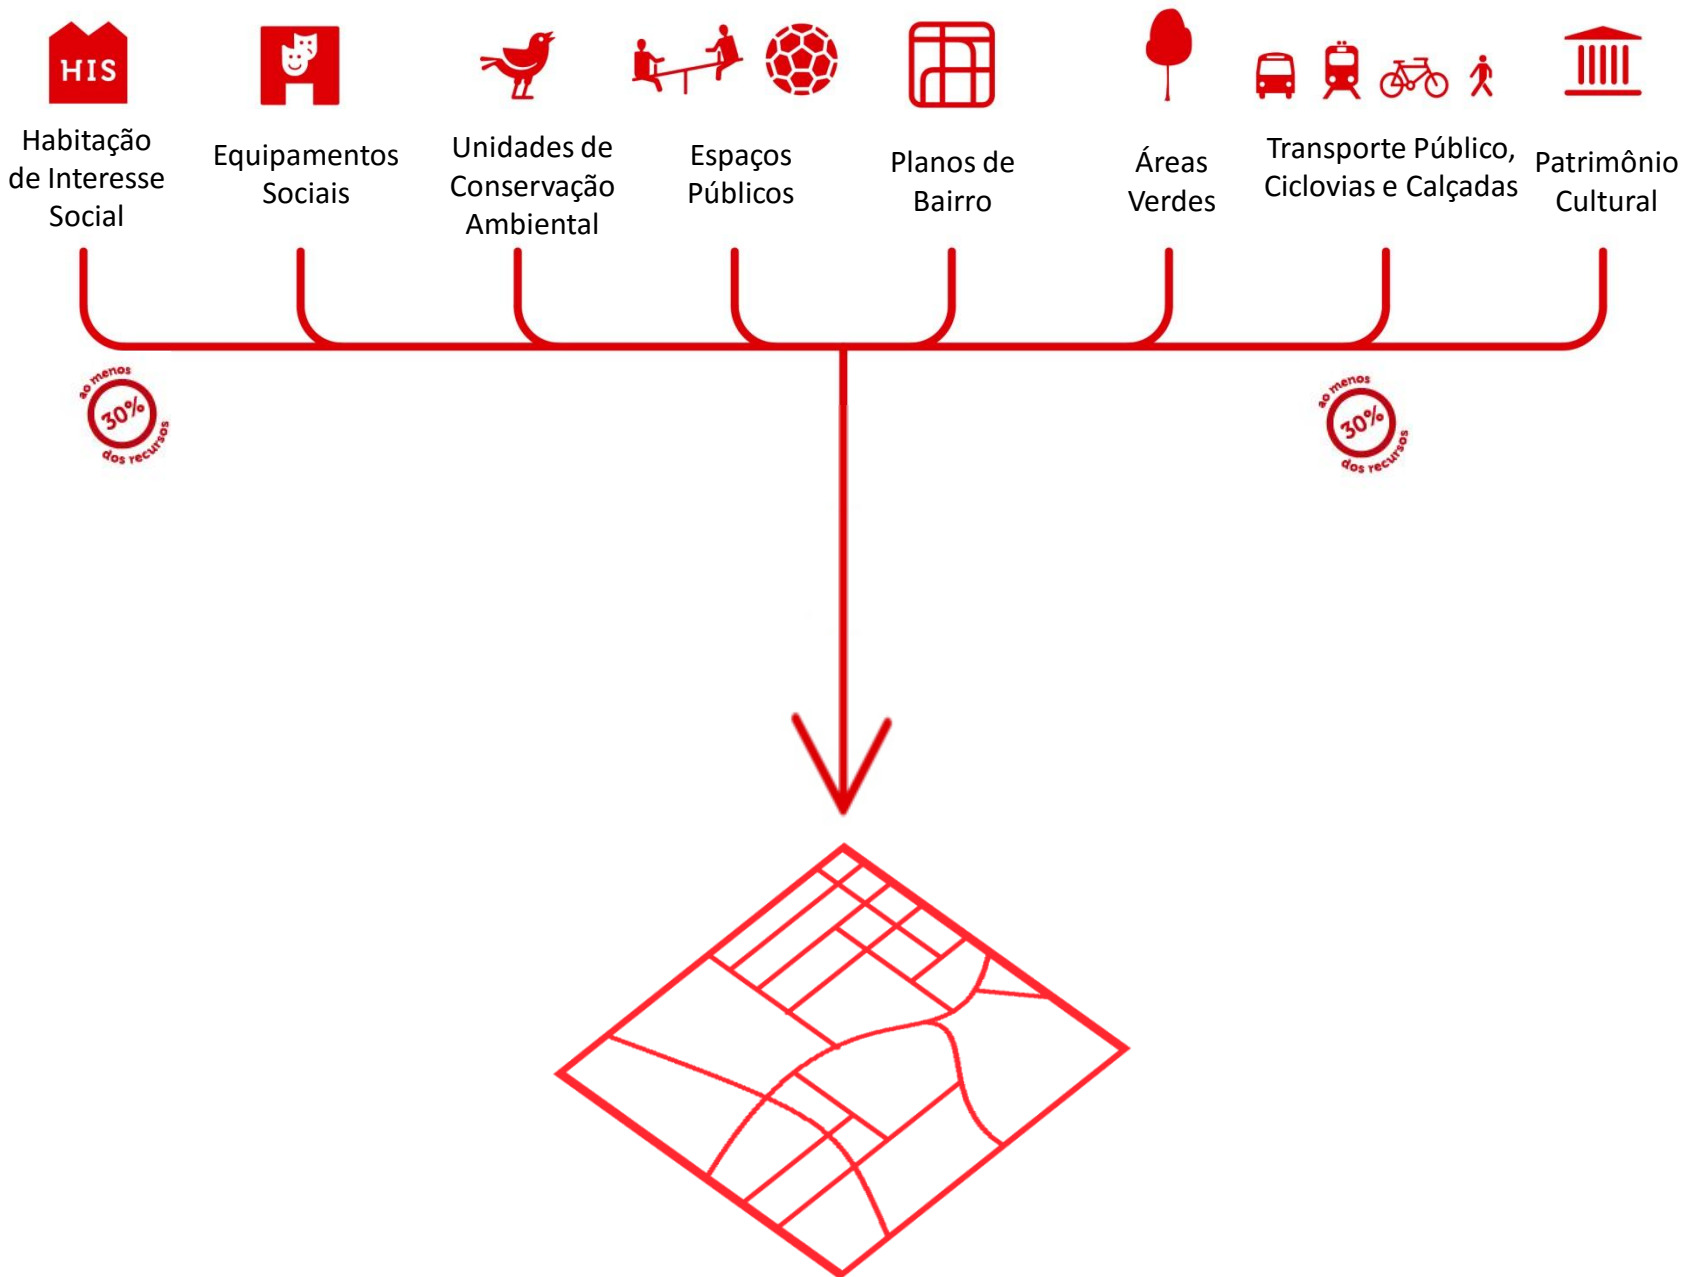 HIS
Habitação
de Interesse
Social
Equipamentos
Sociais
Unidades de
Conservação
Ambiental
Espaços
Públicos
Planos de
Bairro
Áreas
Verdes
Transporte Público,
Ciclovias e Calçadas
Patrimônio
Cultural
ao menos
30%
dos recursos
ao menos
30%
dos recursos